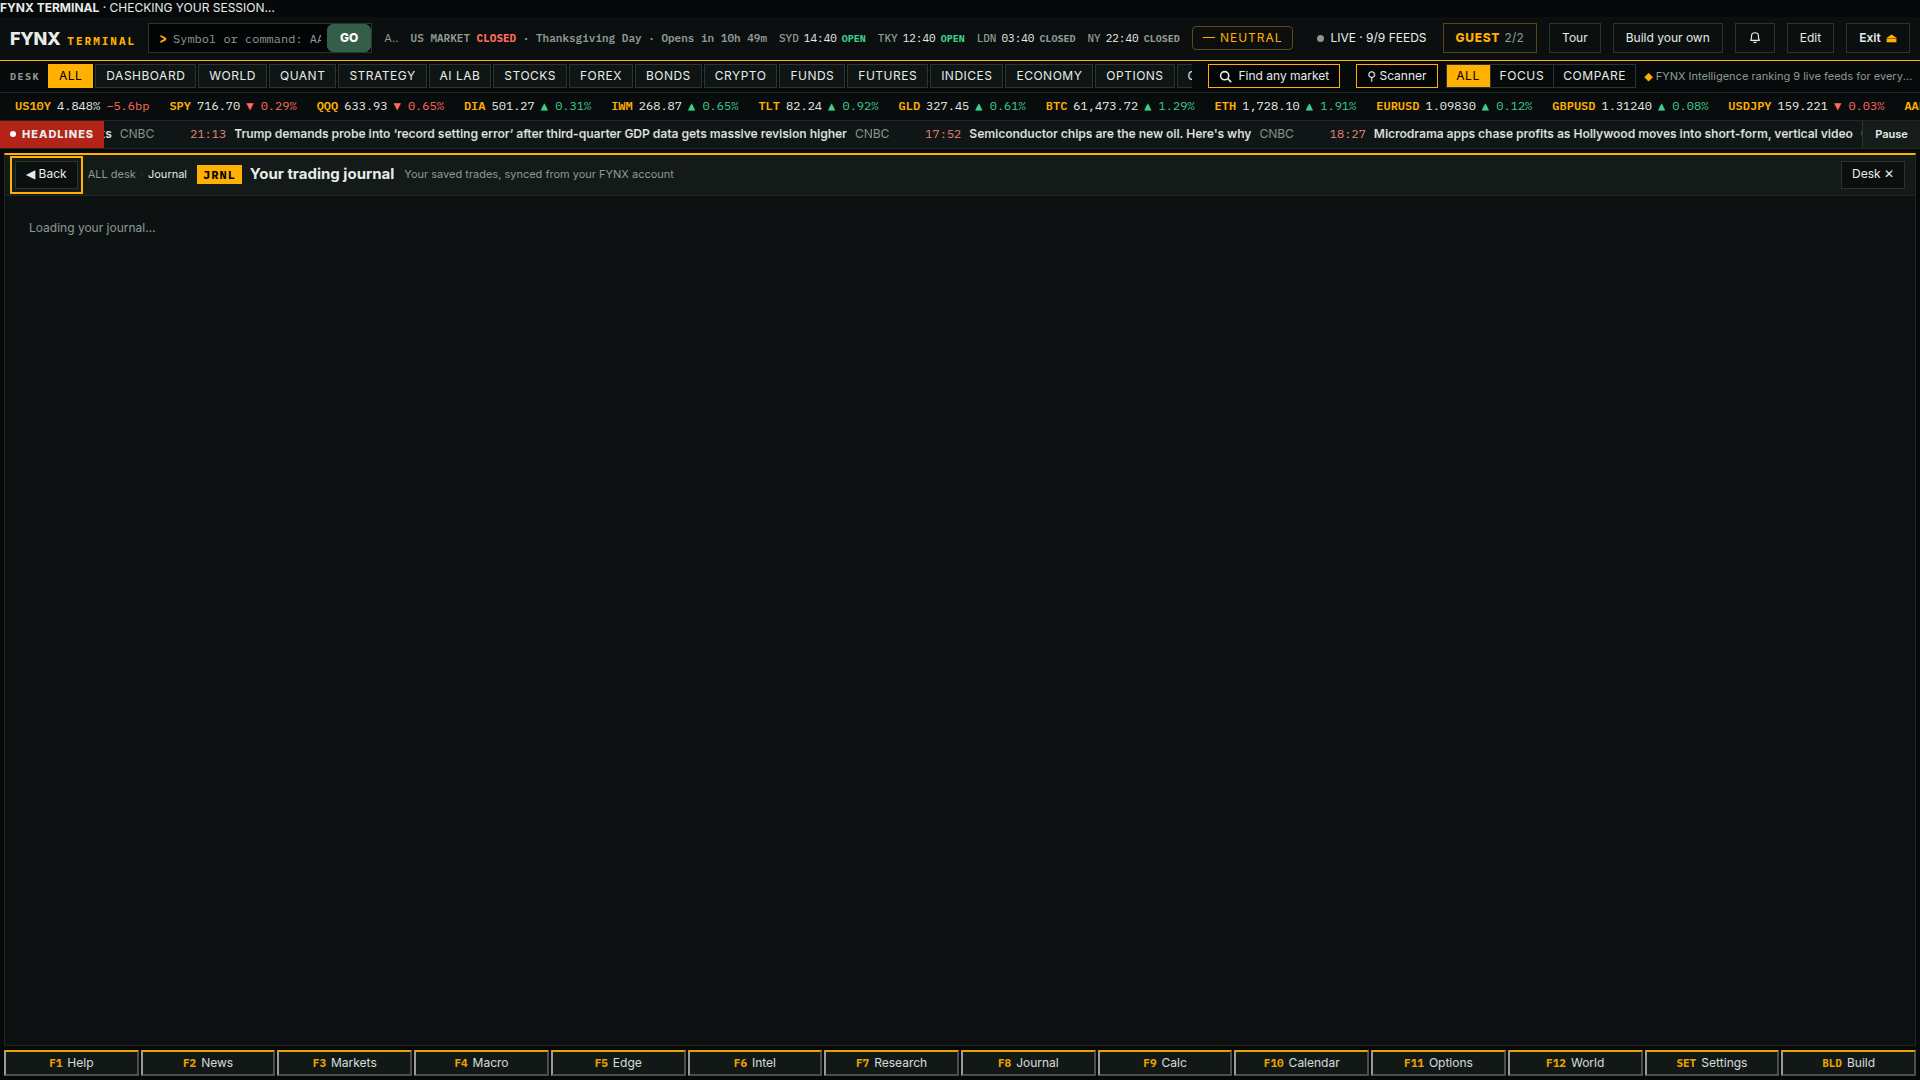 FYNX TERMINAL · CHECKING YOUR SESSION...
FYNX TERMINAL > Symbol or command: GO A.. US MARKET CLOSED · Thanksgiving Day · Opens in 10h 49m SYD 14:40 OPEN TKY 12:40 OPEN LDN 03:40 CLOSED NY 22:40 CLOSED — NEUTRAL LIVE · 9/9 FEEDS GUEST 2/2 Tour Build your own Edit Exit
DESK ALL DASHBOARD WORLD QUANT STRATEGY AI LAB STOCKS FOREX BONDS CRYPTO FUNDS FUTURES INDICES ECONOMY OPTIONS Find any market Scanner ALL FOCUS COMPARE ◆ FYNX Intelligence ranking 9 live feeds for every...
US10Y 4.848% −5.6bp SPY 716.70 ▼ 0.29% QQQ 633.93 ▼ 0.65% DIA 501.27 ▲ 0.31% IWM 268.87 ▲ 0.65% TLT 82.24 ▲ 0.92% GLD 327.45 ▲ 0.61% BTC 61,473.72 ▲ 1.29% ETH 1,728.10 ▲ 1.91% EURUSD 1.09830 ▲ 0.12% GBPUSD 1.31240 ▲ 0.08% USDJPY 159.221 ▼ 0.03%
● HEADLINES CNBC 21:13 Trump demands probe into ‘record setting error’ after third-quarter GDP data gets massive revision higher CNBC 17:52 Semiconductor chips are the new oil. Here's why CNBC 18:27 Microdrama apps chase profits as Hollywood moves into short-form, vertical video Pause
◀ Back ALL desk Journal JRNL Your trading journal Your saved trades, synced from your FYNX account Desk ✕
Loading your journal...
F1 Help F2 News F3 Markets F4 Macro F5 Edge F6 Intel F7 Research F8 Journal F9 Calc F10 Calendar F11 Options F12 World SET Settings BLD Build